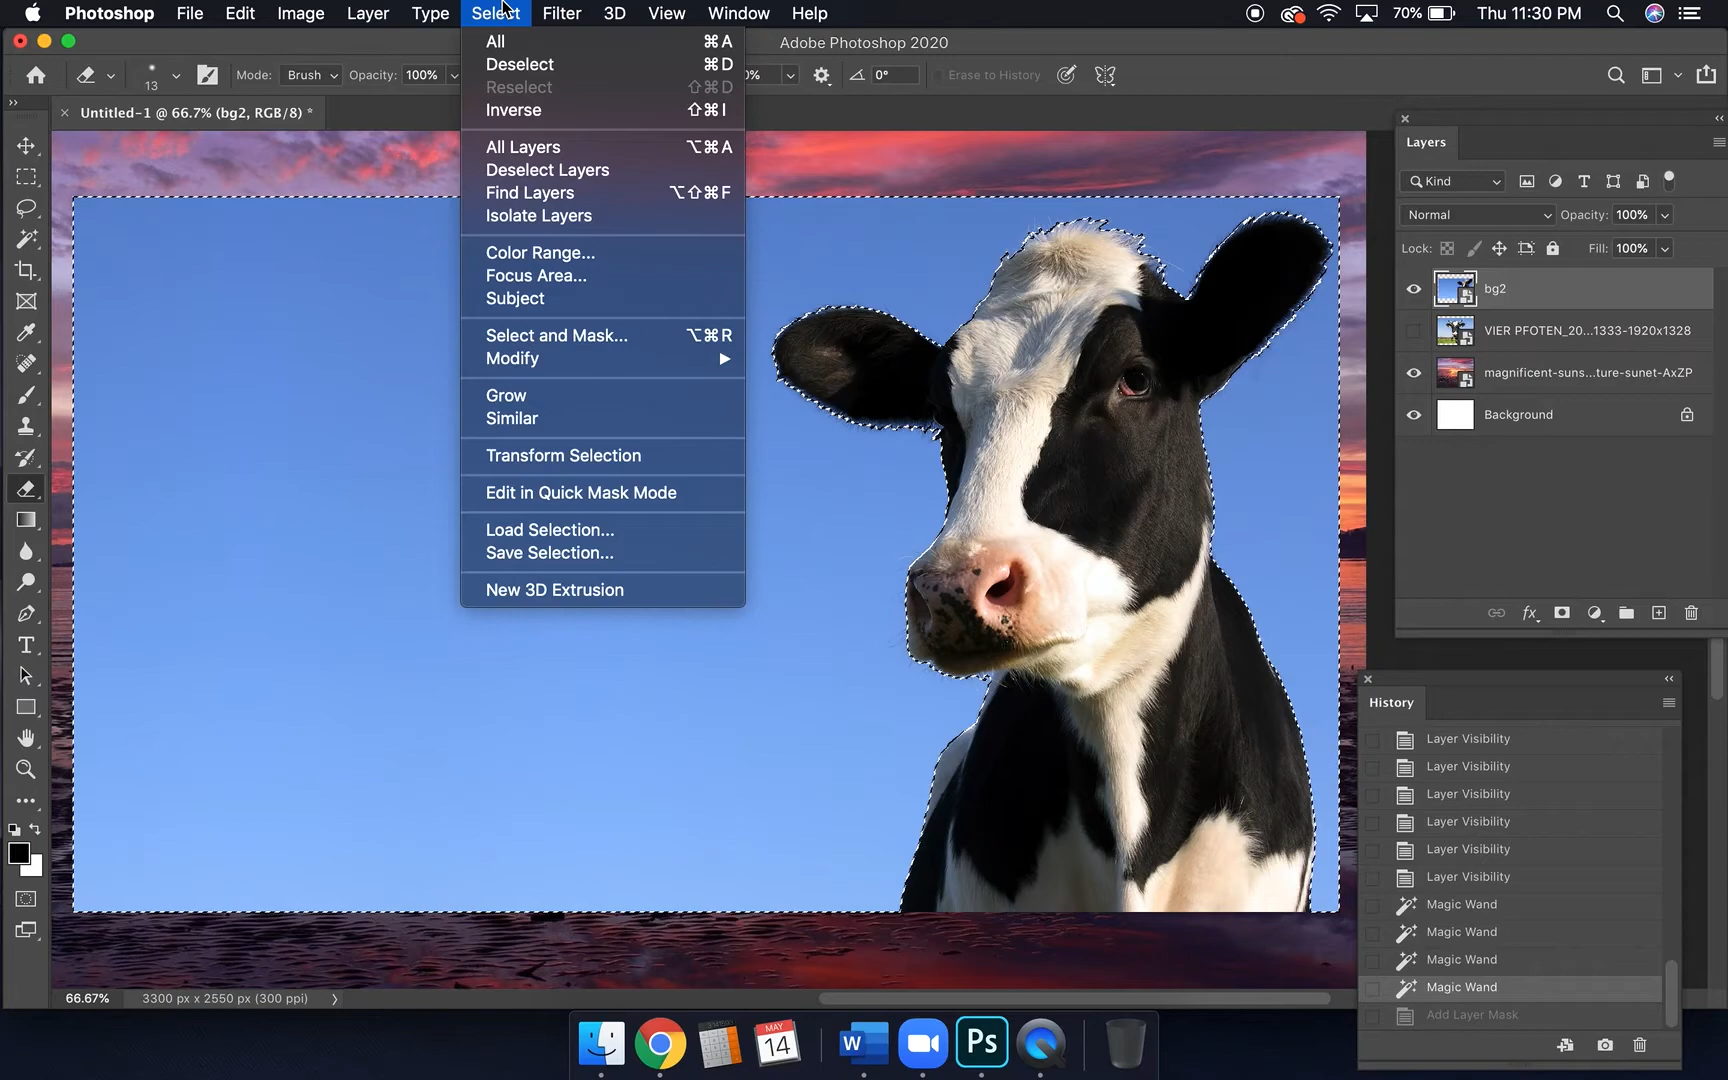 Photoshop File Edit Image Layer Type Select Filter 3D View Window Help 70% Thu 11:30 PM
Adobe Photoshop 2020
13 Mode: Brush Opacity: 100% 0% 0° Erase to History
Untitled-1 @ 66.7% (bg2, RGB/8) *
All ⌘A
Deselect ⌘D
Reselect ⇧⌘D
Inverse ⇧⌘I
All Layers ⌥⌘A
Deselect Layers
Find Layers ⌥⇧⌘F
Isolate Layers
Color Range...
Focus Area...
Subject
Select and Mask... ⌥⌘R
Modify
Grow
Similar
Transform Selection
Edit in Quick Mask Mode
Load Selection...
Save Selection...
New 3D Extrusion
Layers
Kind
Normal Opacity: 100%
Lock: Fill: 100%
bg2
VIER PFOTEN_20...1333-1920x1328
magnificent-suns...ture-sunet-AxZP
Background
fx
History
Layer Visibility
Layer Visibility
Layer Visibility
Layer Visibility
Layer Visibility
Layer Visibility
Magic Wand
Magic Wand
Magic Wand
Magic Wand
Add Layer Mask
66.67% 3300 px x 2550 px (300 ppi)
MAY
14
W
Ps